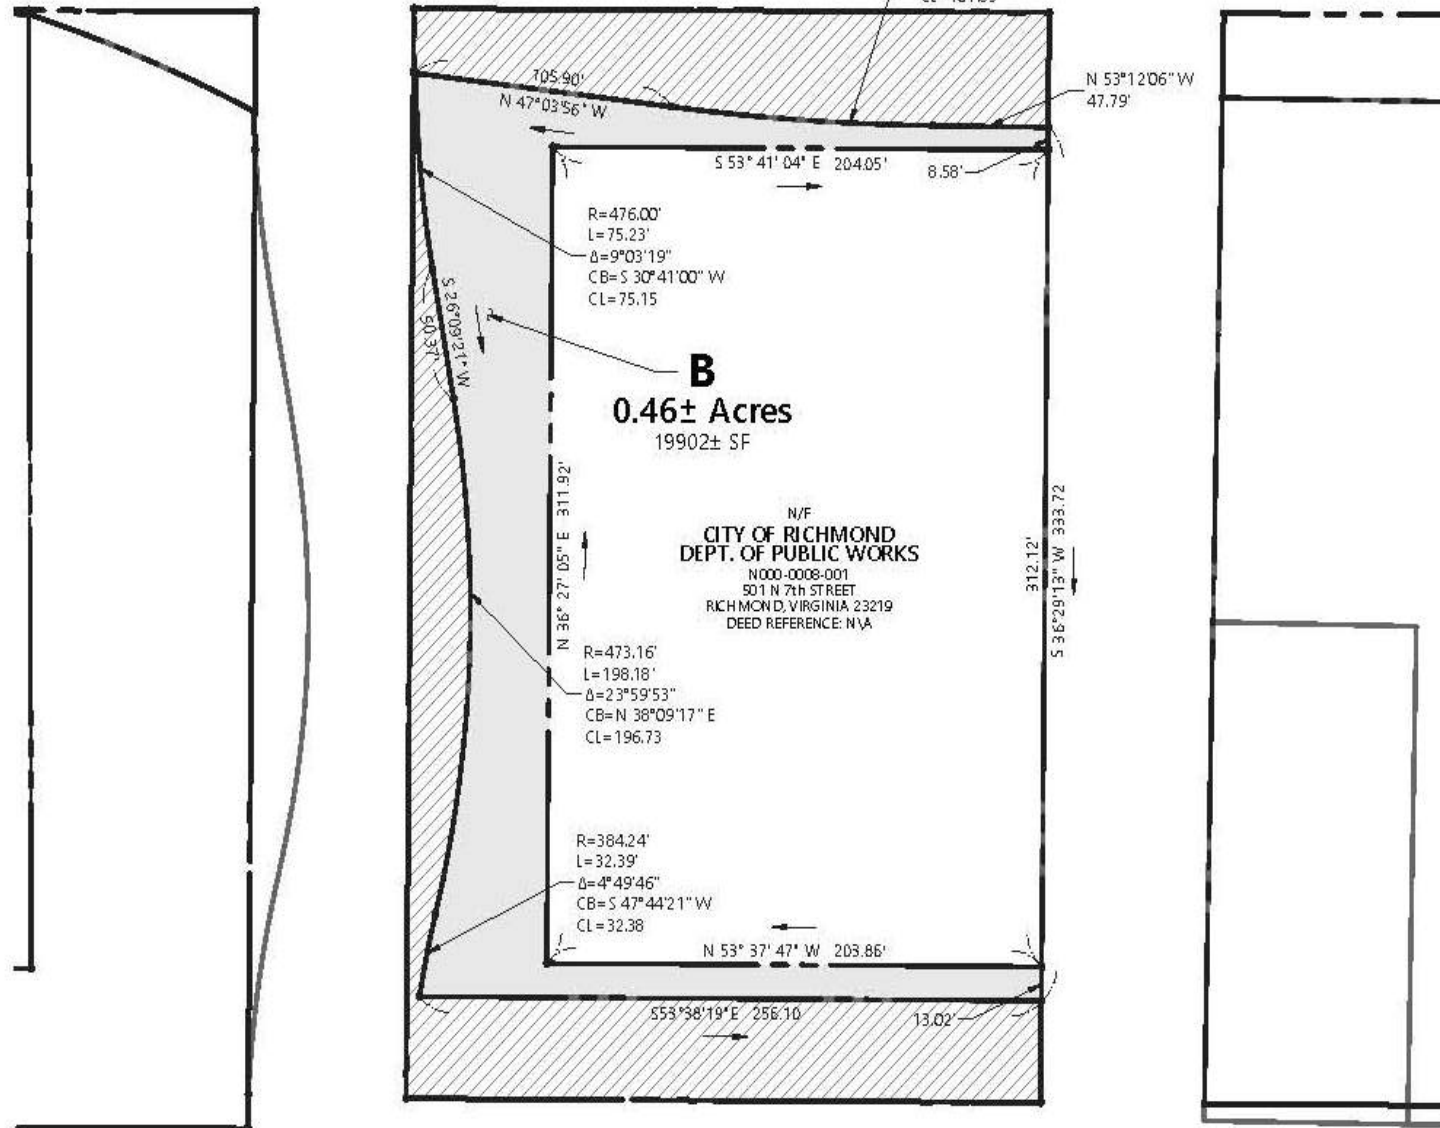 705.90'
N 47°03'56" W
N 53°12'06" W
47.79'
S 53° 41' 04" E 204.05'
8.58'
R=476.00'
L=75.23'
Δ=9°03'19"
CB=S 30°41'00" W
CL=75.15
S 26°09'21" W
50.37'
B
0.46± Acres
19902± SF
N 36° 27' 05" E 311.92'
N/F
CITY OF RICHMOND
DEPT. OF PUBLIC WORKS
N000-0008-001
501 N 7th STREET
RICHMOND, VIRGINIA 23219
DEED REFERENCE: N\A
312.12'
S 36°29'13" W 333.72
R=473.16'
L=198.18'
Δ=23°59'53"
CB=N 38°09'17" E
CL=196.73
R=384.24'
L=32.39'
Δ=4°49'46"
CB=S 47°44'21" W
CL=32.38
N 53° 37' 47" W 203.86'
S53°38'19"E 256.10
13.02'